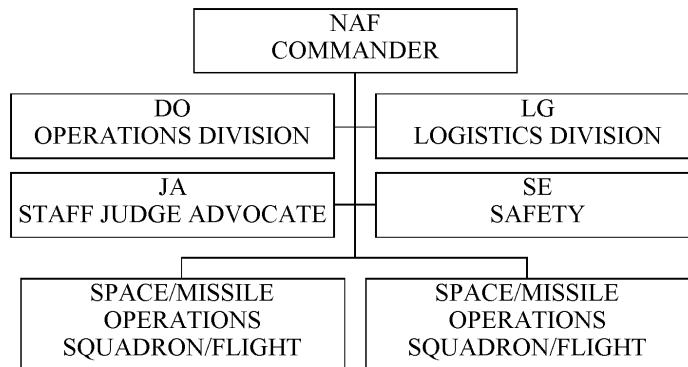 NAF
COMMANDER
DO
OPERATIONS DIVISION
LG
LOGISTICS DIVISION
JA
STAFF JUDGE ADVOCATE
SE
SAFETY
SPACE/MISSILE
OPERATIONS
SQUADRON/FLIGHT
SPACE/MISSILE
OPERATIONS
SQUADRON/FLIGHT